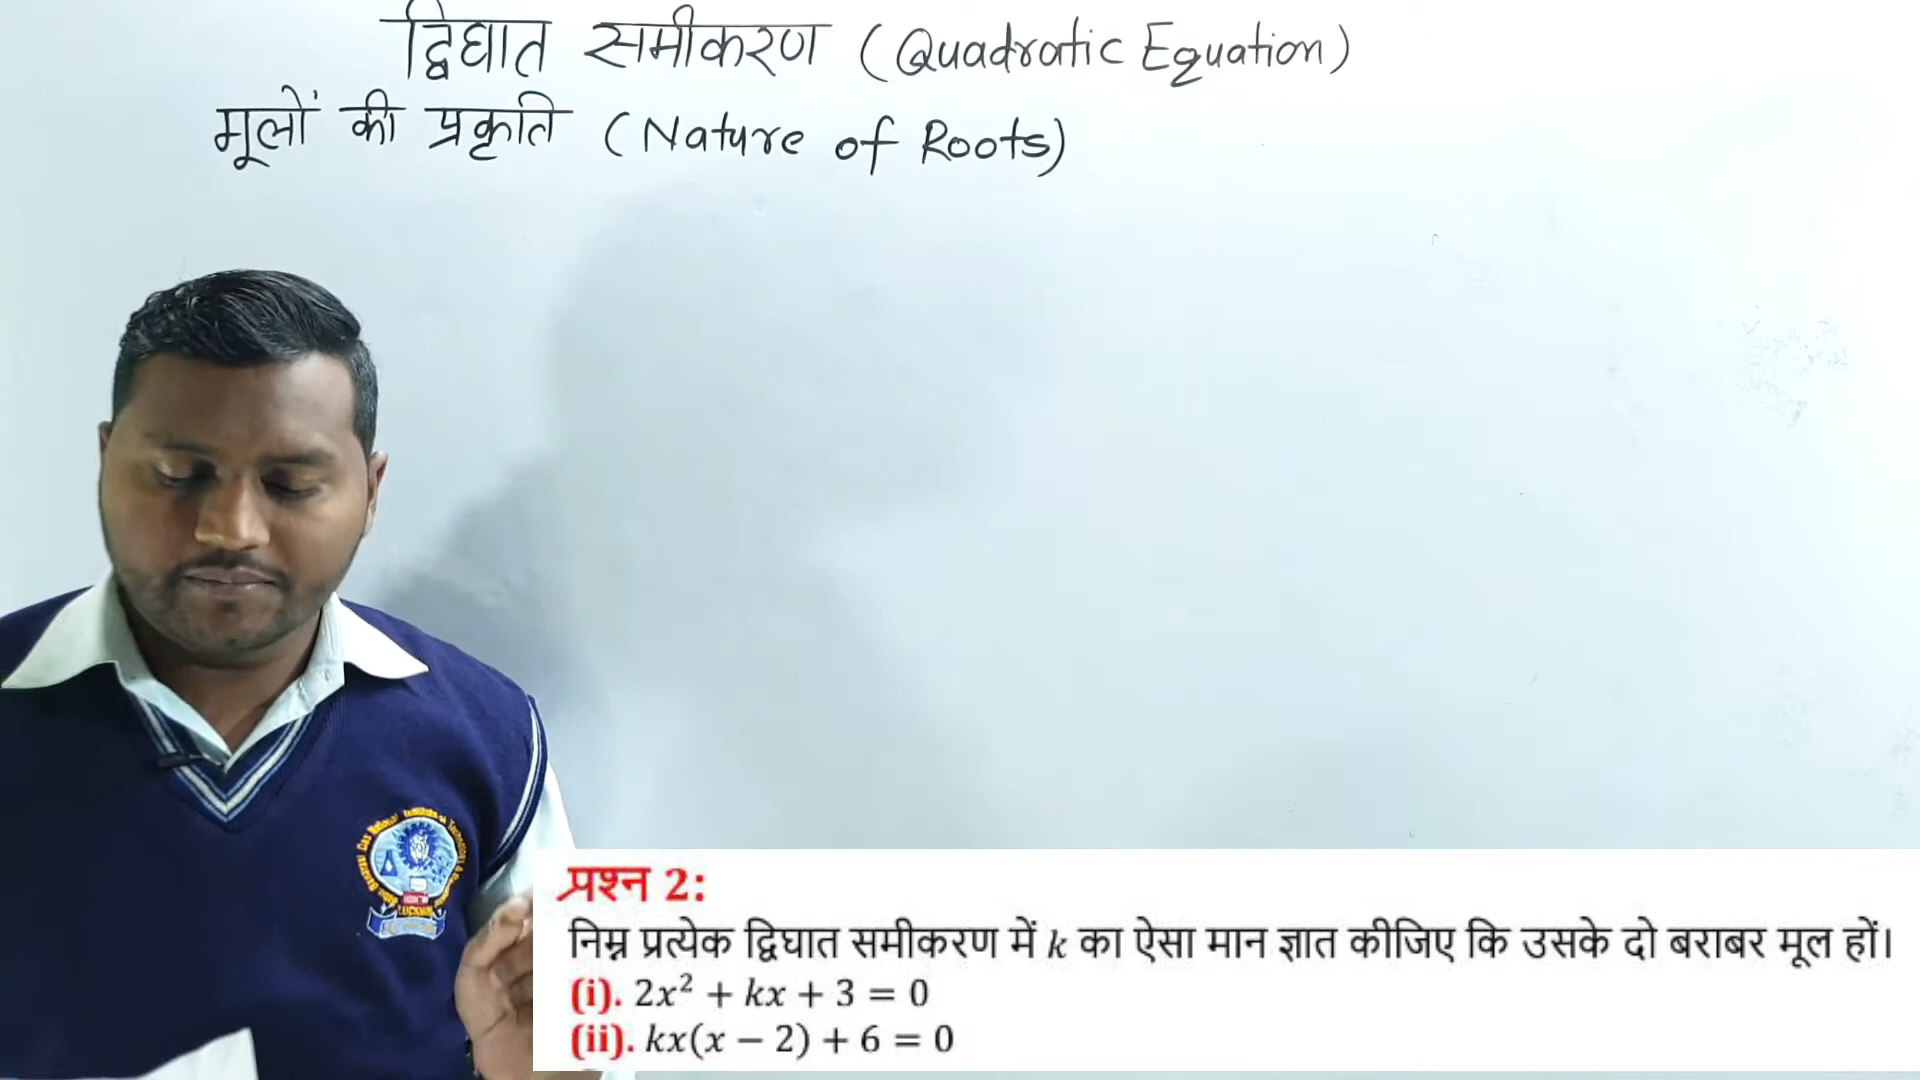 द्विघात समीकरण (Quadratic Equation)
मूलों की प्रकृति (Nature of Roots)
प्रश्न 2:
निम्न प्रत्येक द्विघात समीकरण में k का ऐसा मान ज्ञात कीजिए कि उसके दो बराबर मूल हों।
(i). 2x² + kx + 3 = 0
(ii). kx(x − 2) + 6 = 0